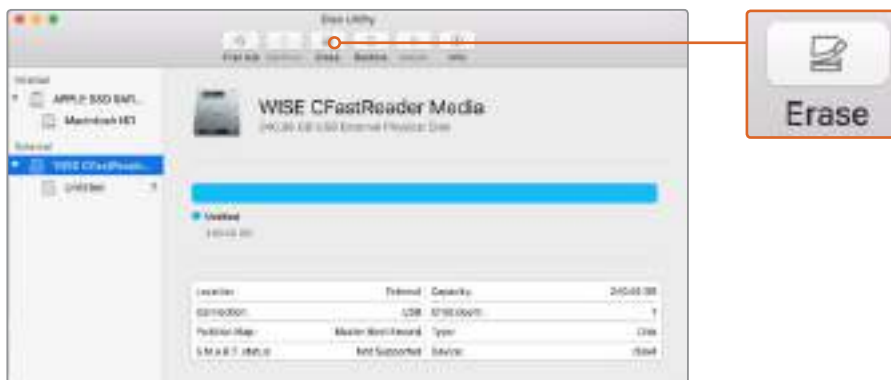 Disk Utility
First Aid Erase Restore Info
Internal
APPLE SSD
Macintosh HD
External
WISE CFastReade...
Untitled
WISE CFastReader Media
USB External Physical Disk
Untitled
Location: External Capacity:
Connection: USB Child count: 1
Partition Map: Master Boot Record Type: Disk
S.M.A.R.T. status: Not Supported Device:
Erase